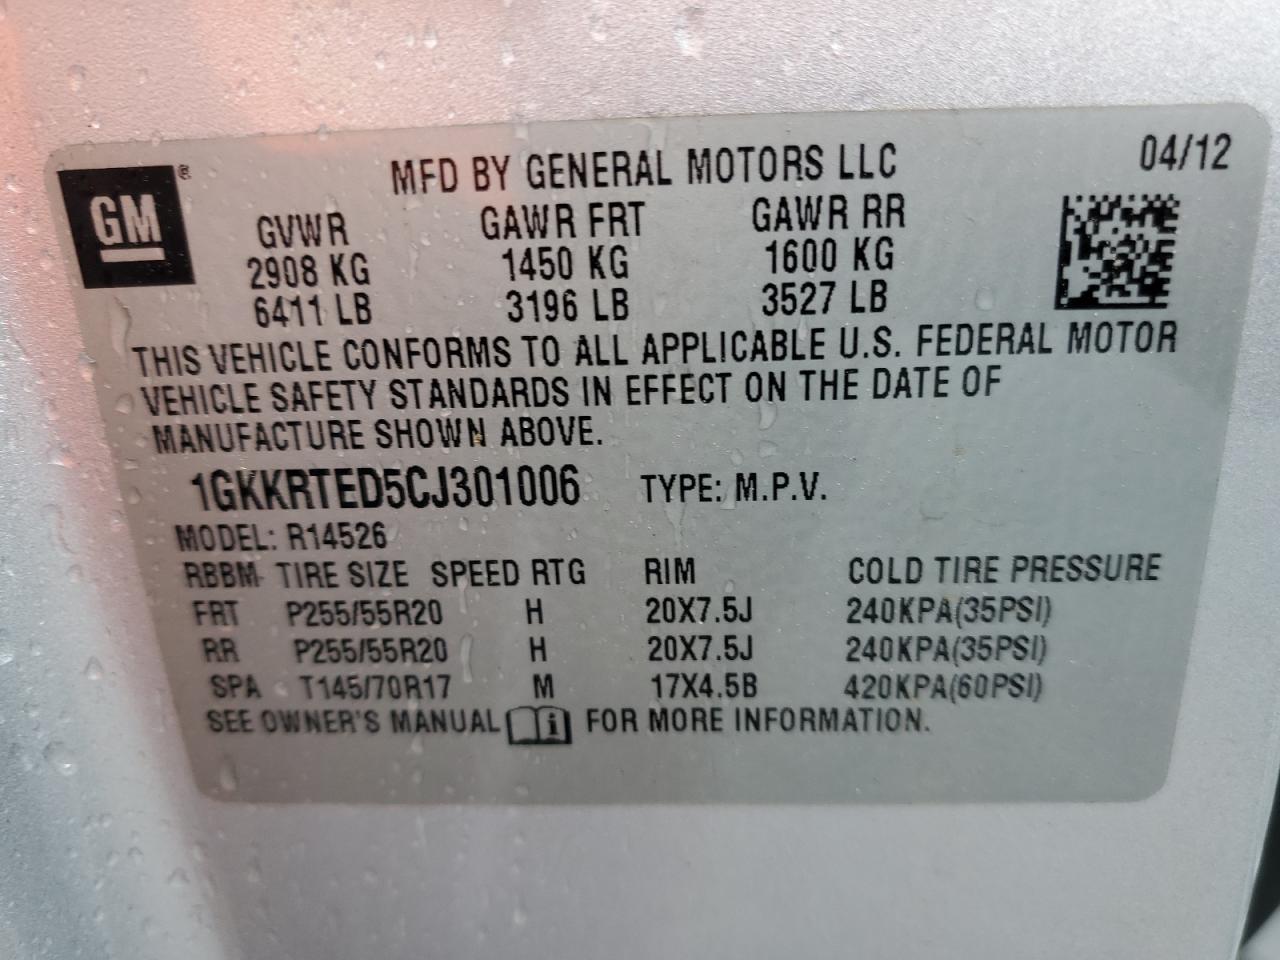 GM ®
MFD BY GENERAL MOTORS LLC 04/12
GVWR GAWR FRT GAWR RR
2908 KG 1450 KG 1600 KG
6411 LB 3196 LB 3527 LB
THIS VEHICLE CONFORMS TO ALL APPLICABLE U.S. FEDERAL MOTOR
VEHICLE SAFETY STANDARDS IN EFFECT ON THE DATE OF
MANUFACTURE SHOWN ABOVE.
1GKKRTED5CJ301006 TYPE: M.P.V.
MODEL: R14526
RBBM TIRE SIZE SPEED RTG RIM COLD TIRE PRESSURE
FRT P255/55R20 H 20X7.5J 240KPA(35PSI)
RR P255/55R20 H 20X7.5J 240KPA(35PSI)
SPA T145/70R17 M 17X4.5B 420KPA(60PSI)
SEE OWNER'S MANUAL i FOR MORE INFORMATION.